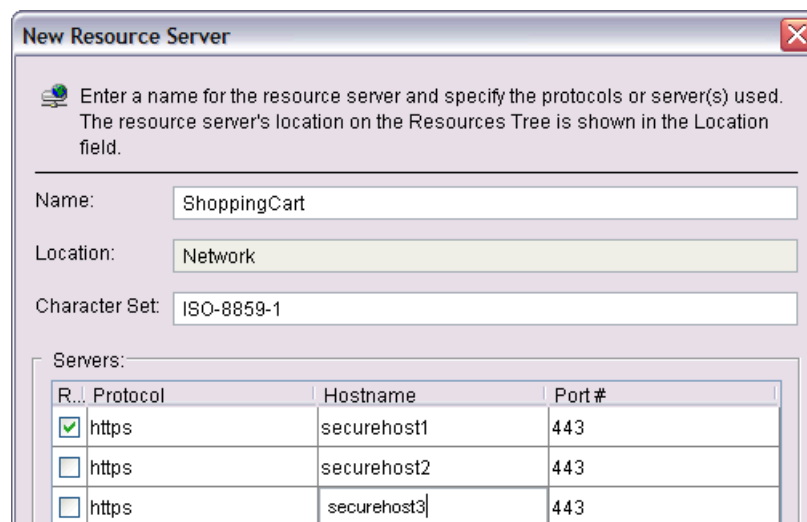 New Resource Server
Enter a name for the resource server and specify the protocols or server(s) used.
The resource server's location on the Resources Tree is shown in the Location
field.
Name: ShoppingCart
Location: Network
Character Set: ISO-8859-1
Servers:
R... Protocol Hostname Port #
https securehost1 443
https securehost2 443
https securehost3 443